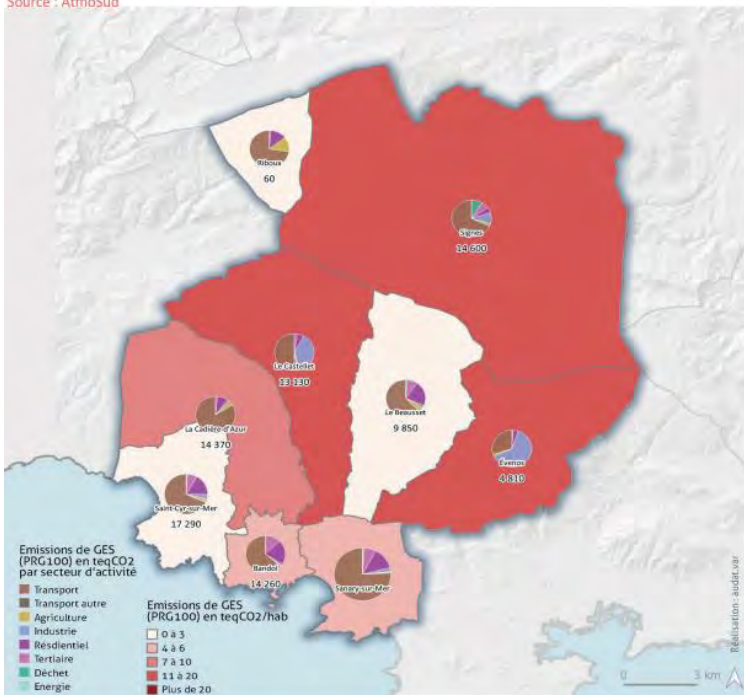 Source : AtmoSud
Riboux
60
Signes
14 600
Le Castellet
13 130
Le Beausset
9 850
La Cadière-d'Azur
14 370
Evenos
4 810
Saint-Cyr-sur-Mer
17 290
Bandol
14 260
Sanary-sur-Mer
Emissions de GES
(PRG100) en teqCO2
par secteur d'activité
Transport
Transport autre
Agriculture
Industrie
Résdientiel
Tertiaire
Déchet
Energie
Emissions de GES
(PRG100) en teqCO2/hab
0 à 3
4 à 6
7 à 10
11 à 20
Plus de 20
0 3 km
Réalisation : audat.var